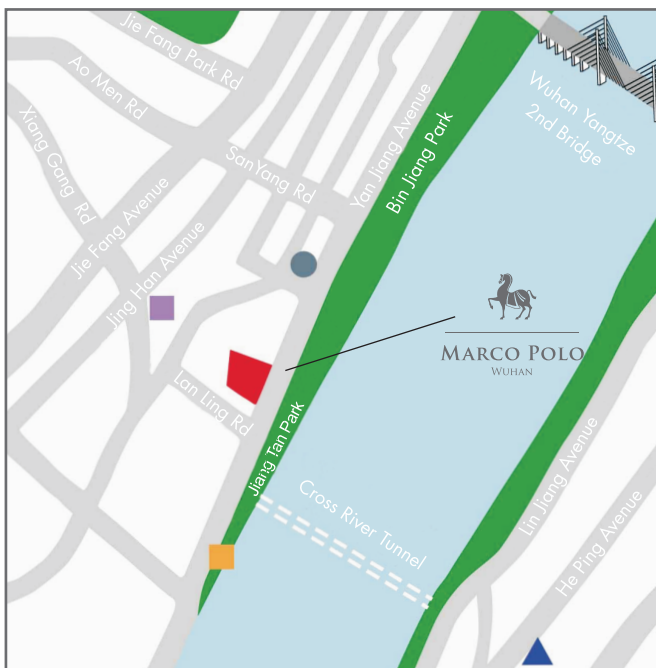 Jie Fang Park Rd
Ao Men Rd
Xiang Gang Rd
SanYang Rd
Yan Jiang Avenue
Bin Jiang Park
Wuhan Yangtze
2nd Bridge
Jie Fang Avenue
Jing Han Avenue
MARCO POLO
WUHAN
Lan Ling Rd
Jiang Tan Park
Cross River Tunnel
Lin Jiang Avenue
He Ping Avenue